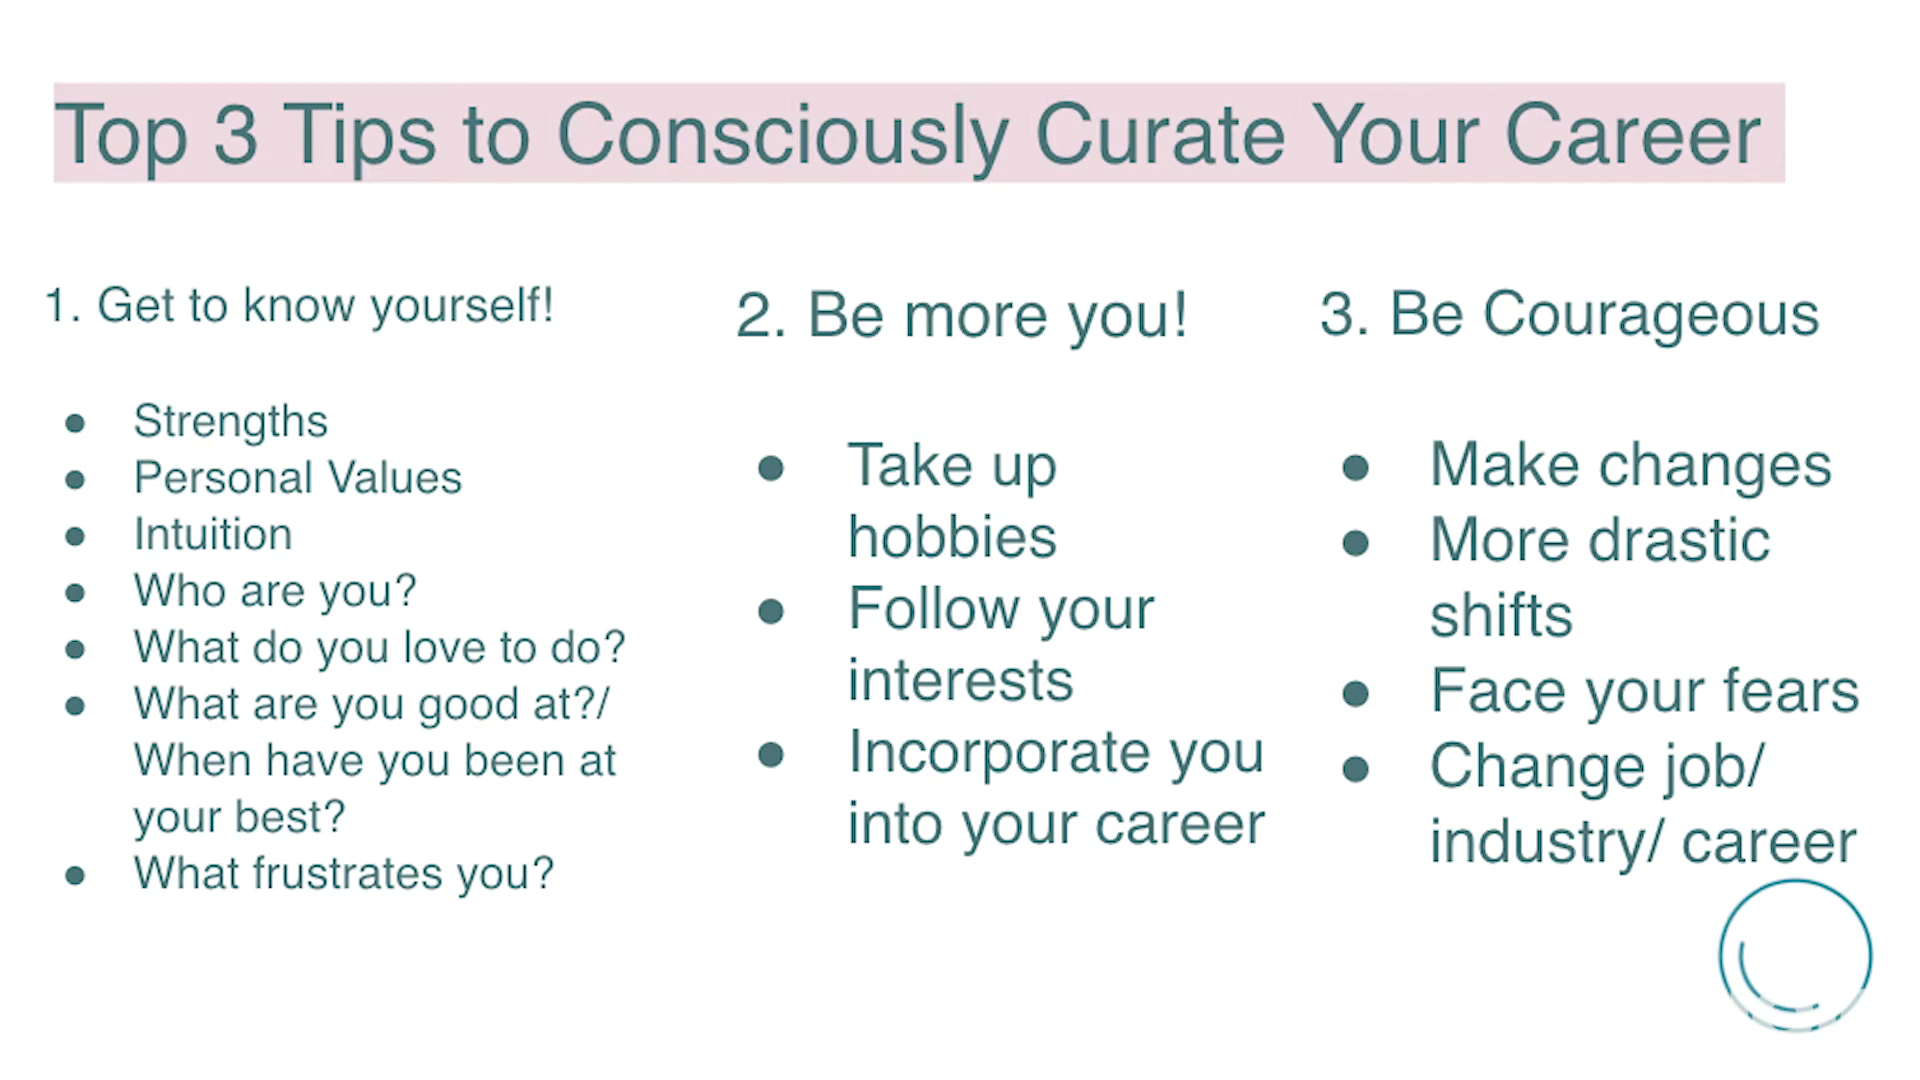 Top 3 Tips to Consciously Curate Your Career
1. Get to know yourself!
● Strengths
● Personal Values
● Intuition
● Who are you?
● What do you love to do?
● What are you good at?/
When have you been at
your best?
● What frustrates you?
2. Be more you!
● Take up
hobbies
● Follow your
interests
● Incorporate you
into your career
3. Be Courageous
● Make changes
● More drastic
shifts
● Face your fears
● Change job/
industry/ career